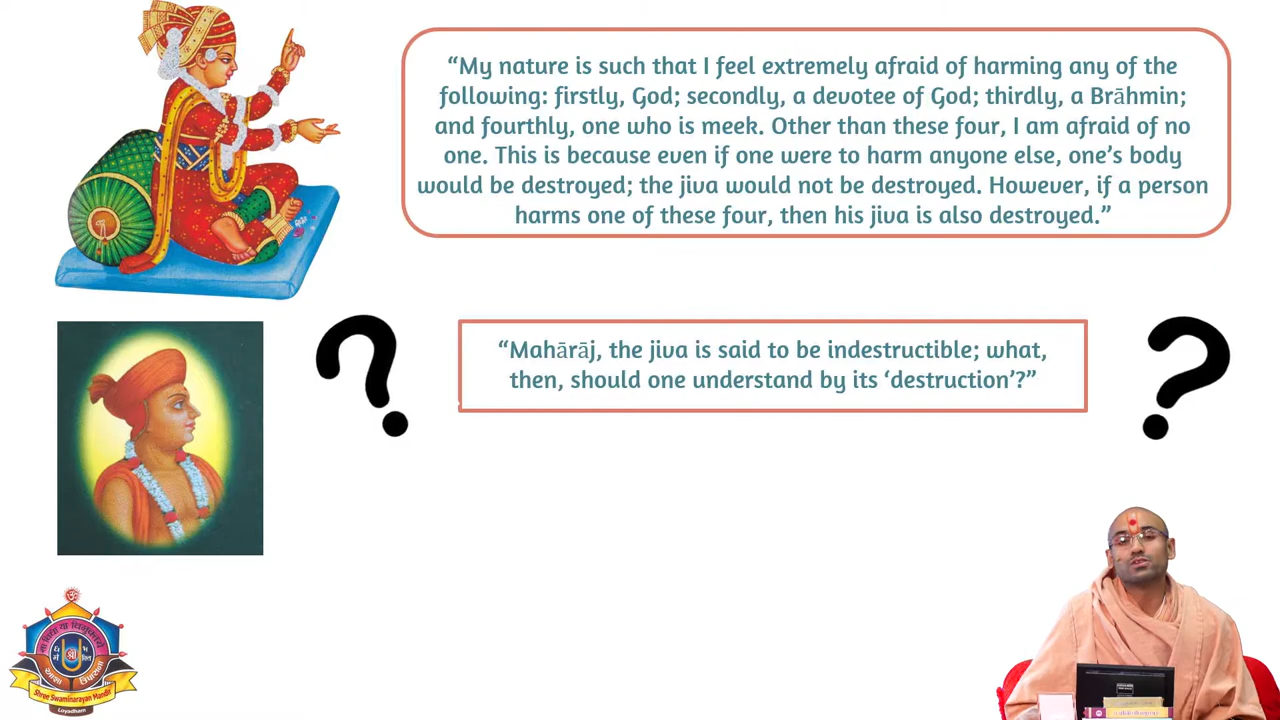 “My nature is such that I feel extremely afraid of harming any of the
following: firstly, God; secondly, a devotee of God; thirdly, a Brāhmin;
and fourthly, one who is meek. Other than these four, I am afraid of no
one. This is because even if one were to harm anyone else, one’s body
would be destroyed; the jiva would not be destroyed. However, if a person
harms one of these four, then his jiva is also destroyed.”
“Mahārāj, the jiva is said to be indestructible; what,
then, should one understand by its ‘destruction’?”
Shree Swaminarayan Mandir
Loyadham